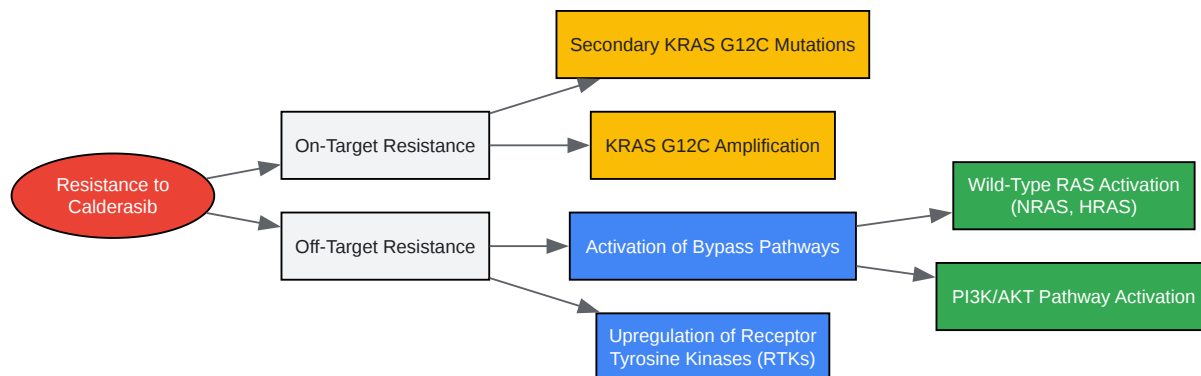 Secondary KRAS G12C Mutations
On-Target Resistance
KRAS G12C Amplification
Resistance to
Calderasib
Wild-Type RAS Activation
(NRAS, HRAS)
Off-Target Resistance
Activation of Bypass Pathways
PI3K/AKT Pathway Activation
Upregulation of Receptor
Tyrosine Kinases (RTKs)